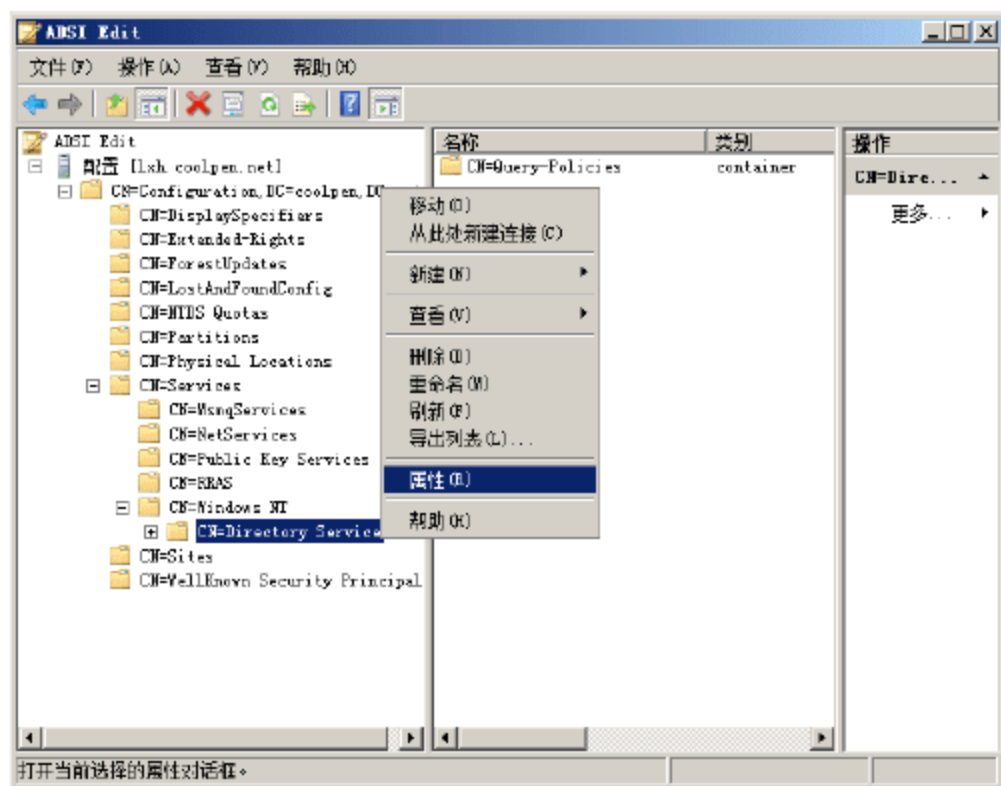 ADSI Edit
文件(F) 操作(A) 查看(V) 帮助(H)
ADSI Edit
配置 [lxh.coolpen.net]
CN=Configuration,DC=coolpen,DC
CN=DisplaySpecifiers
CN=Extended-Rights
CN=ForestUpdates
CN=LostAndFoundConfig
CN=NTDS Quotas
CN=Partitions
CN=Physical Locations
CN=Services
CN=MsmqServices
CN=NetServices
CN=Public Key Services
CN=RRAS
CN=Windows NT
CN=Directory Service
CN=Sites
CN=WellKnown Security Principal
名称 类别
CN=Query-Policies container
移动(O)
从此处新建连接(C)
新建(N)
查看(V)
删除(D)
重命名(M)
刷新(F)
导出列表(L)...
属性(R)
帮助(H)
操作
CN=Dire...
更多...
打开当前选择的属性对话框。